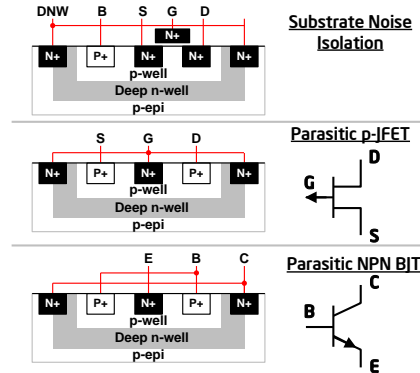 DNW B S G D
Substrate Noise
Isolation
N+
N+ P+ N+ N+ N+
p-well
Deep n-well
p-epi
Parasitic p-JFET
S G D
N+ P+ N+ P+ N+
p-well
Deep n-well
p-epi
D
G
S
Parasitic NPN BJT
E B C
N+ P+ N+ P+ N+
p-well
Deep n-well
p-epi
C
B
E